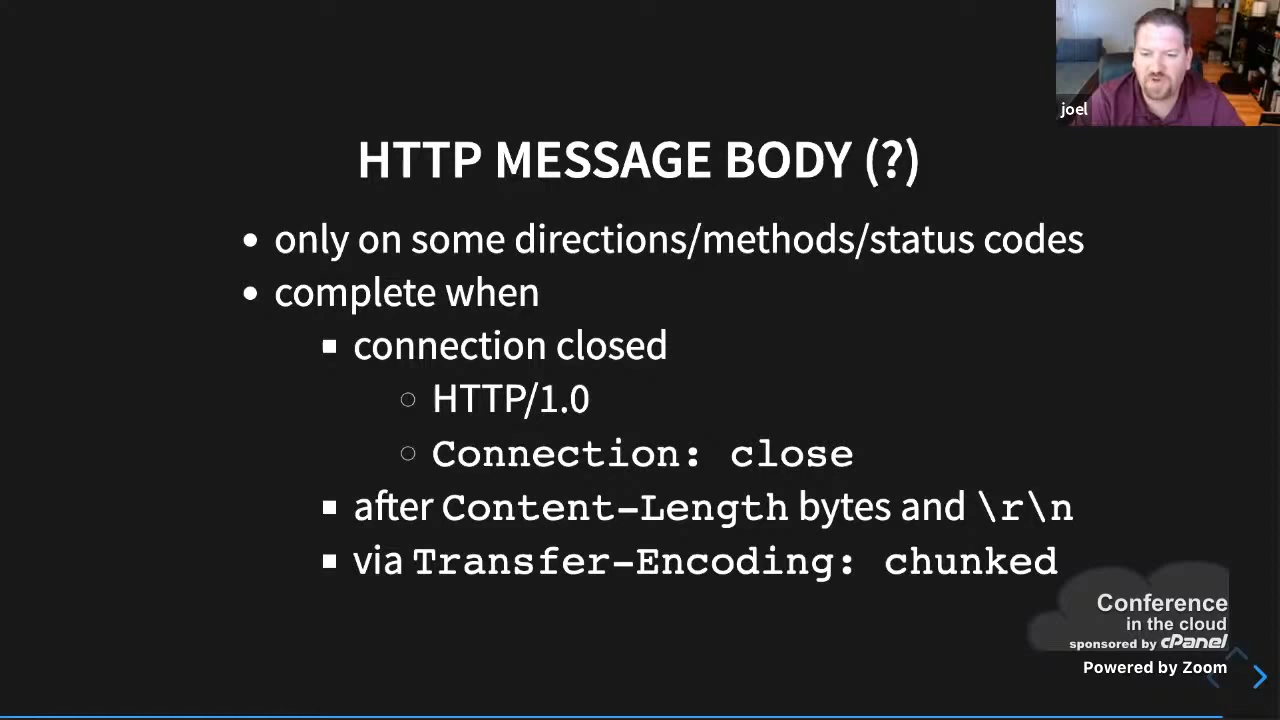 joel
HTTP MESSAGE BODY (?)
only on some directions/methods/status codes
complete when
connection closed
HTTP/1.0
Connection: close
after Content-Length bytes and \r\n
via Transfer-Encoding: chunked
Conference
in the cloud
sponsored by cPanel
Powered by Zoom